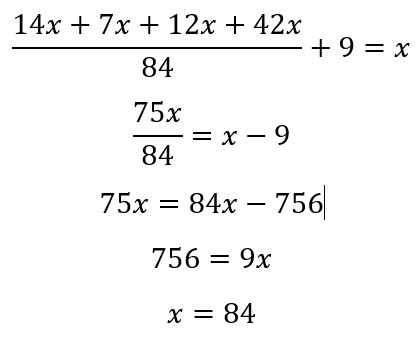 (14x + 7x + 12x + 42x)/84 + 9 = x
75x/84 = x − 9
75x = 84x − 756
756 = 9x
x = 84